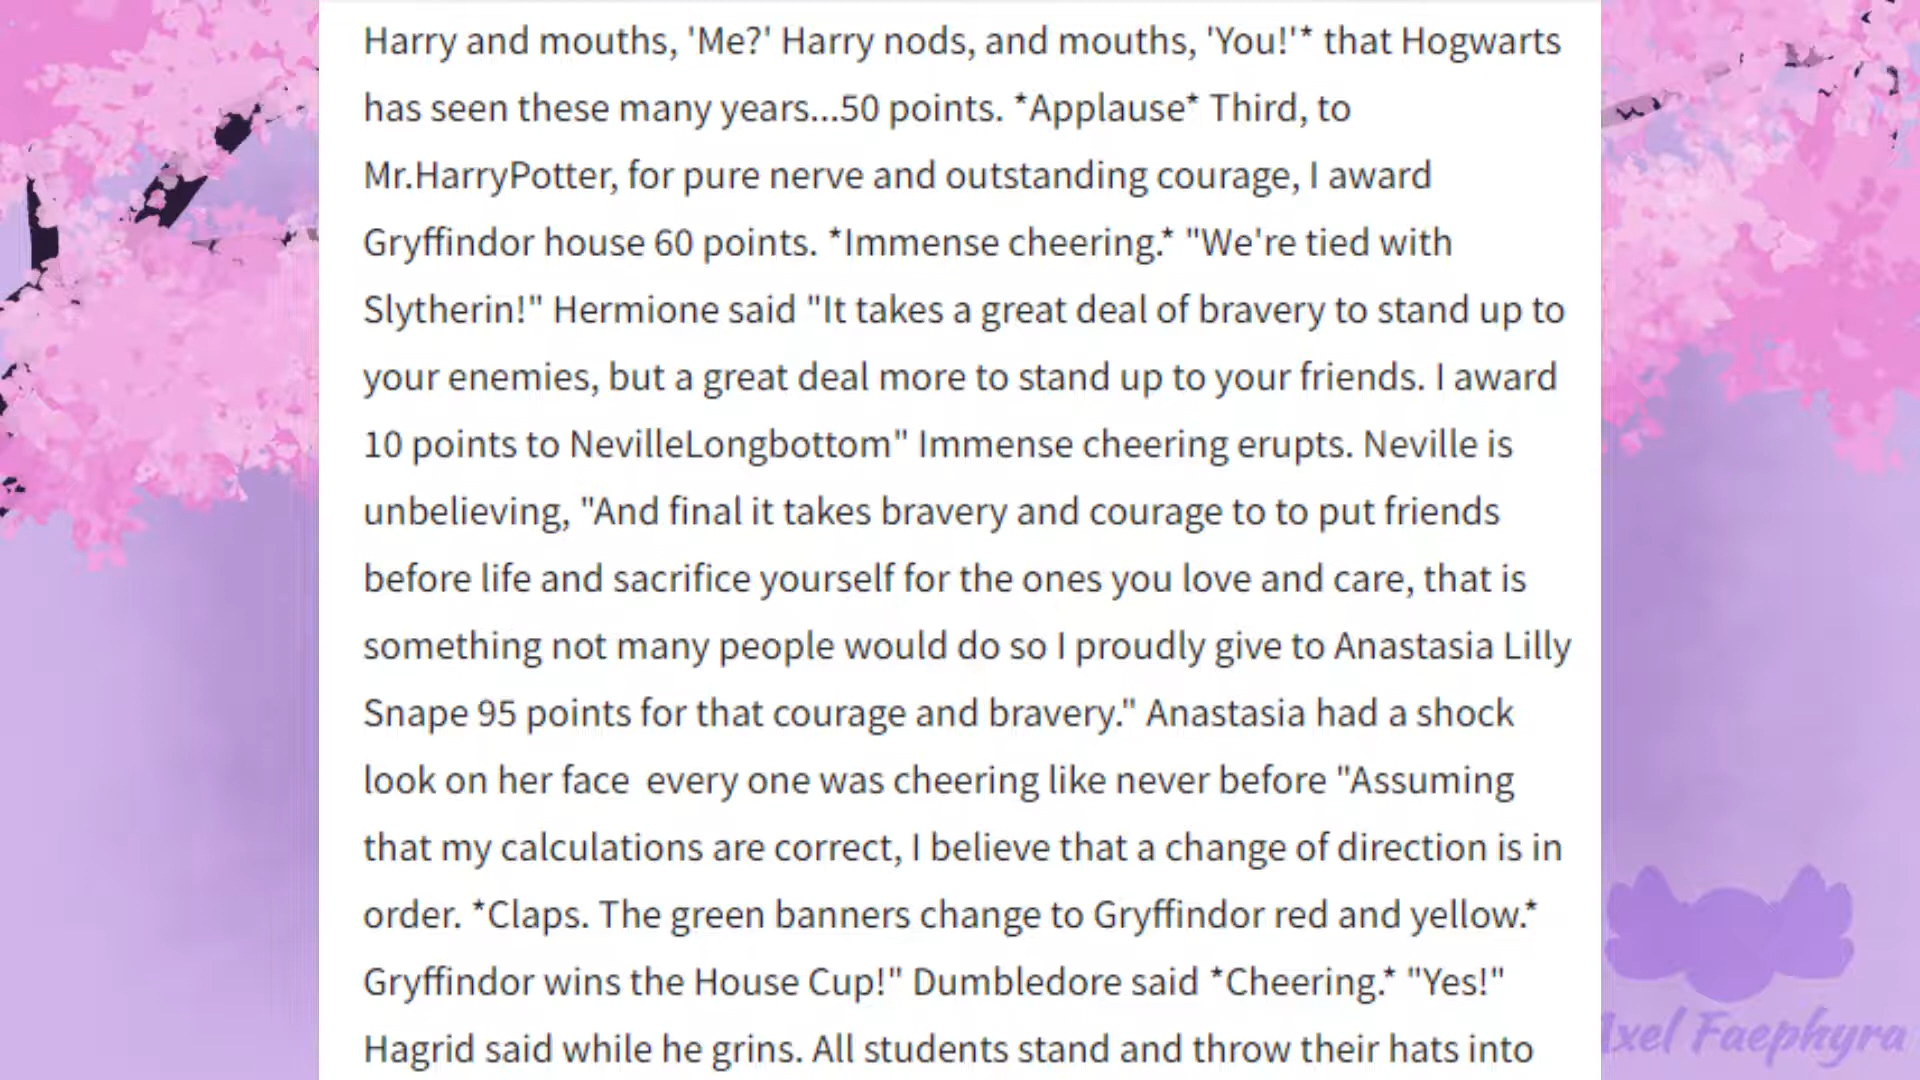 Harry and mouths, 'Me?' Harry nods, and mouths, 'You!'* that Hogwarts
has seen these many years...50 points. *Applause* Third, to
Mr.HarryPotter, for pure nerve and outstanding courage, I award
Gryffindor house 60 points. *Immense cheering.* "We're tied with
Slytherin!" Hermione said "It takes a great deal of bravery to stand up to
your enemies, but a great deal more to stand up to your friends. I award
10 points to NevilleLongbottom" Immense cheering erupts. Neville is
unbelieving, "And final it takes bravery and courage to to put friends
before life and sacrifice yourself for the ones you love and care, that is
something not many people would do so I proudly give to Anastasia Lilly
Snape 95 points for that courage and bravery." Anastasia had a shock
look on her face  every one was cheering like never before "Assuming
that my calculations are correct, I believe that a change of direction is in
order. *Claps. The green banners change to Gryffindor red and yellow.*
Gryffindor wins the House Cup!" Dumbledore said *Cheering.* "Yes!"
Hagrid said while he grins. All students stand and throw their hats into
Axel Faephyra